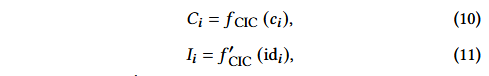 C_i = f_CIC (c_i), (10)
I_i = f′_CIC (id_i), (11)